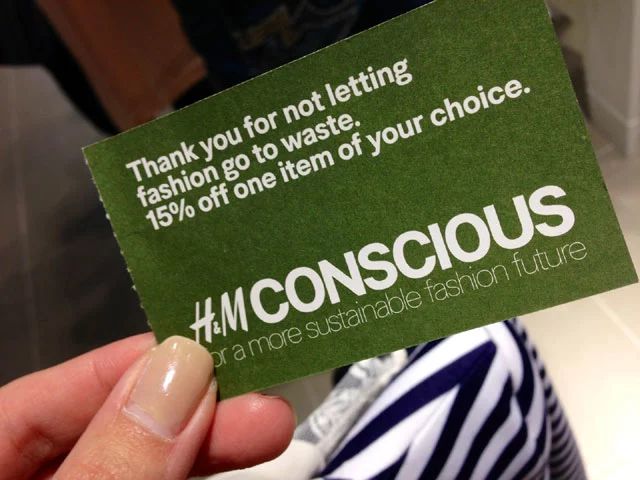 Thank you for not letting
fashion go to waste.
15% off one item of your choice.
H&M CONSCIOUS
or a more sustainable fashion future